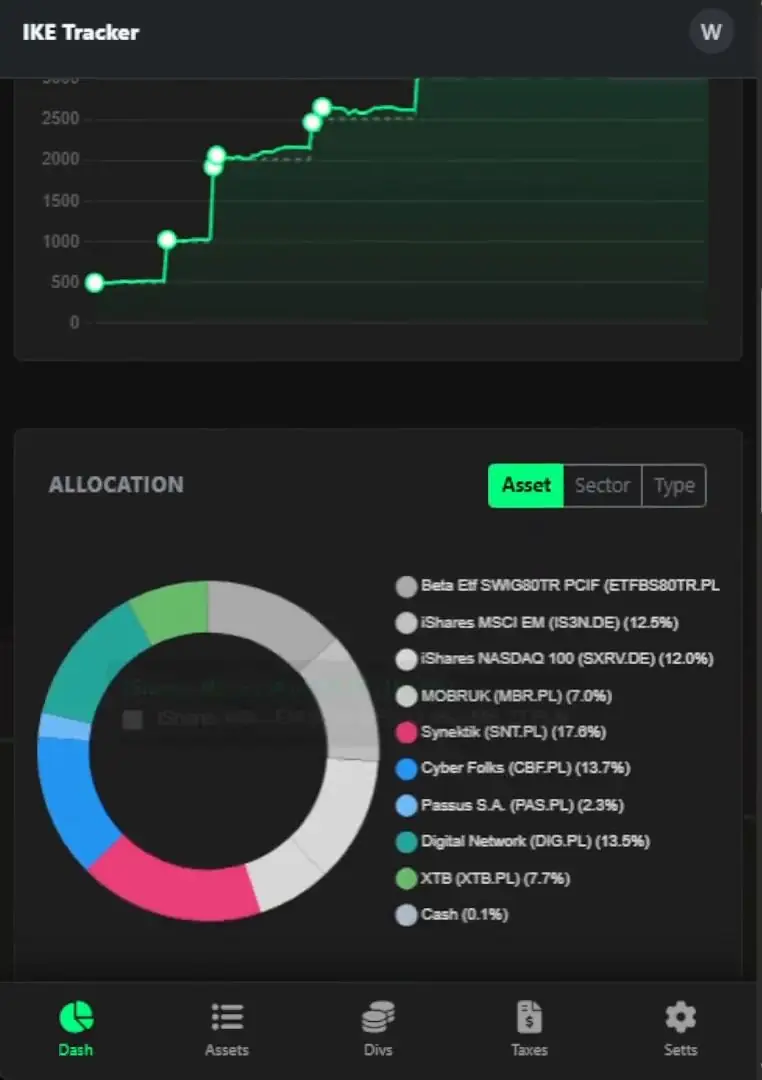 IKE Tracker
W
3000
2500
2000
1500
1000
500
0
ALLOCATION
Asset Sector Type
Beta Etf SWIG80TR PCIF (ETFBS80TR.PL
iShares MSCI EM (IS3N.DE) (12.5%)
iShares NASDAQ 100 (SXRV.DE) (12.0%)
MOBRUK (MBR.PL) (7.0%)
Synektik (SNT.PL) (17.6%)
Cyber Folks (CBF.PL) (13.7%)
Passus S.A. (PAS.PL) (2.3%)
Digital Network (DIG.PL) (13.5%)
XTB (XTB.PL) (7.7%)
Cash (0.1%)
Dash Assets Divs Taxes Setts